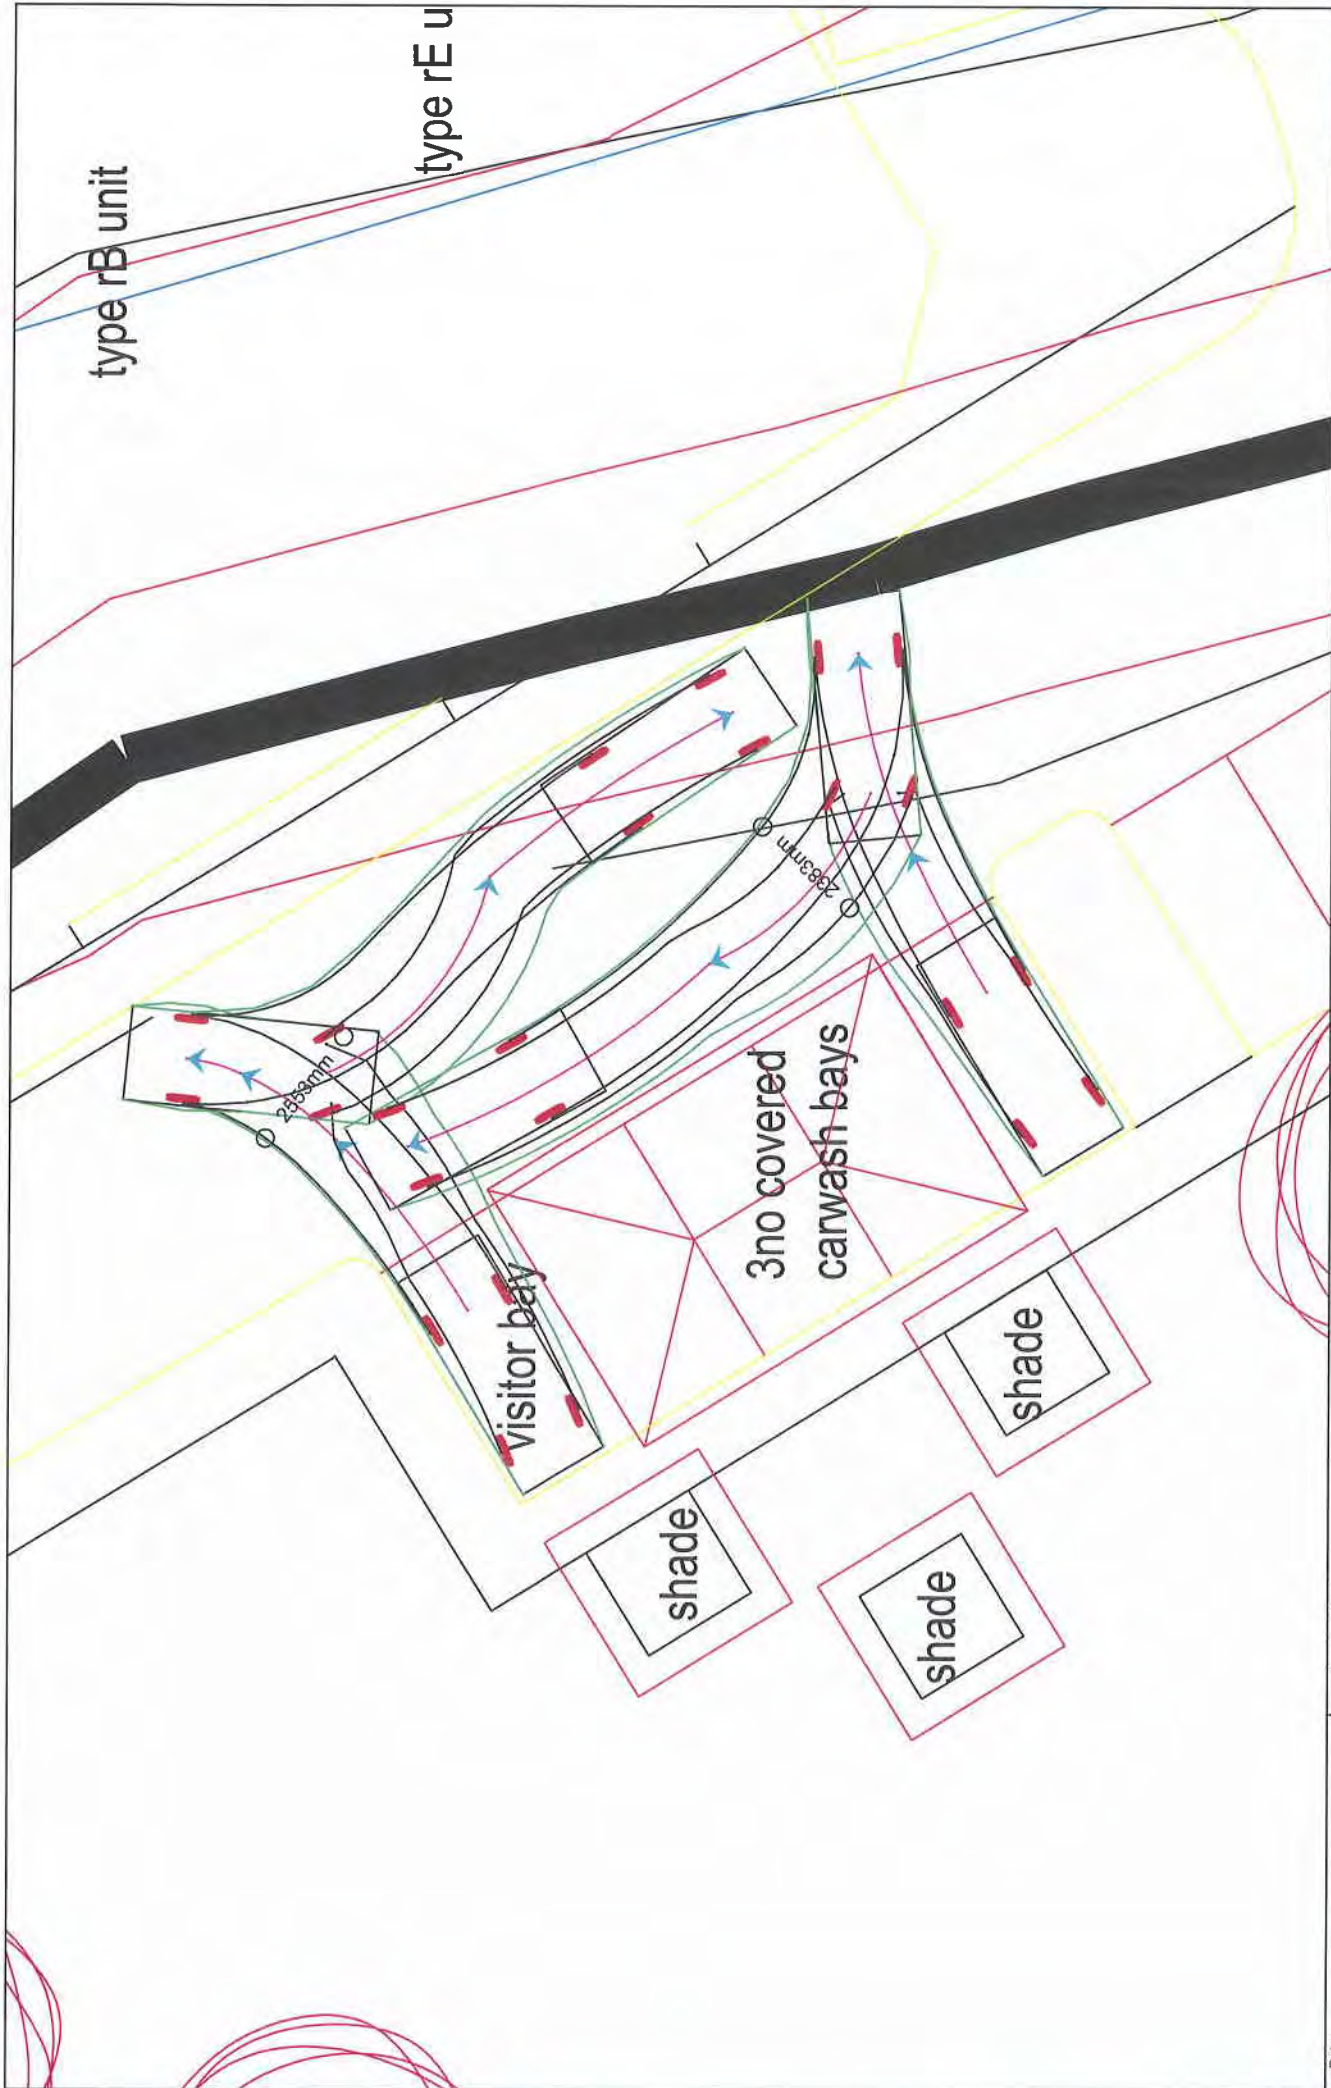 type rB unit
type rE u
2553mm
2383mm
visitor bay
3no covered
carwash bays
shade
shade
shade